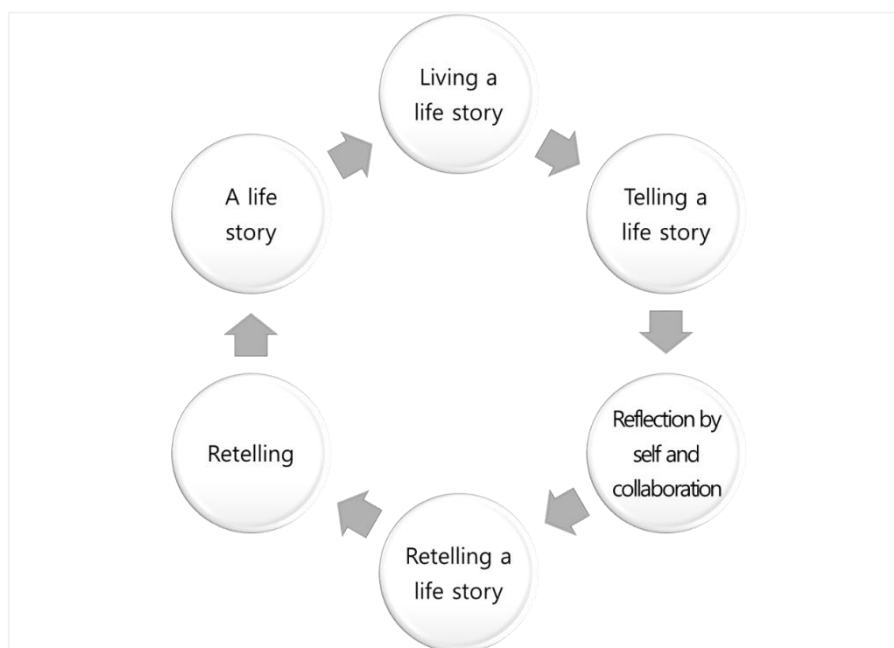 Living a
life story
Telling a
life story
Reflection by
self and
collaboration
Retelling a
life story
Retelling
A life
story